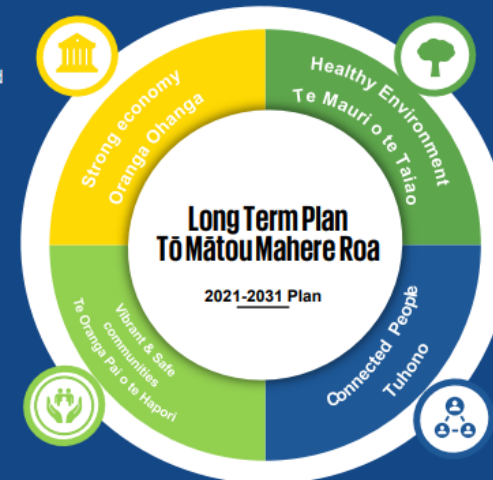 Strong economy
Oranga Ohanga
Healthy Environment
Te Mauri o te Taiao
Long Term Plan
Tō Mātou Mahere Roa
2021-2031 Plan
Vibrant & Safe
communities
Te Oranga Pai o te Hapori
Connected People
Tuhono